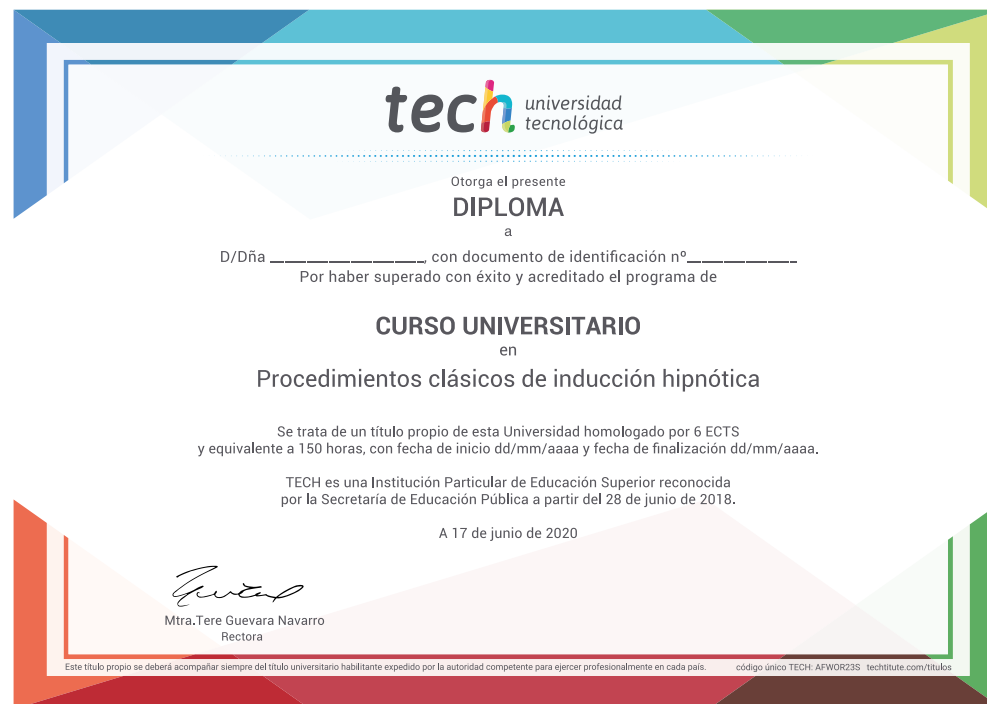 tech universidad
tecnológica
Otorga el presente
DIPLOMA
a
D/Dña ____________________, con documento de identificación nº______________
Por haber superado con éxito y acreditado el programa de
CURSO UNIVERSITARIO
en
Procedimientos clásicos de inducción hipnótica
Se trata de un título propio de esta Universidad homologado por 6 ECTS
y equivalente a 150 horas, con fecha de inicio dd/mm/aaaa y fecha de finalización dd/mm/aaaa.
TECH es una Institución Particular de Educación Superior reconocida
por la Secretaría de Educación Pública a partir del 28 de junio de 2018.
A 17 de junio de 2020
Mtra.Tere Guevara Navarro
Rectora
Este título propio se deberá acompañar siempre del título universitario habilitante expedido por la autoridad competente para ejercer profesionalmente en cada país. código único TECH: AFWOR23S techtitute.com/titulos